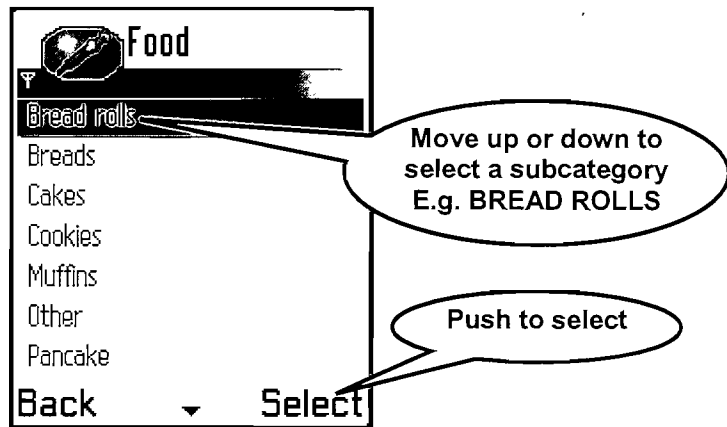 Food
Bread rolls
Breads
Cakes
Cookies
Muffins
Other
Pancake
Back
Select
Move up or down to
select a subcategory
E.g. BREAD ROLLS
Push to select